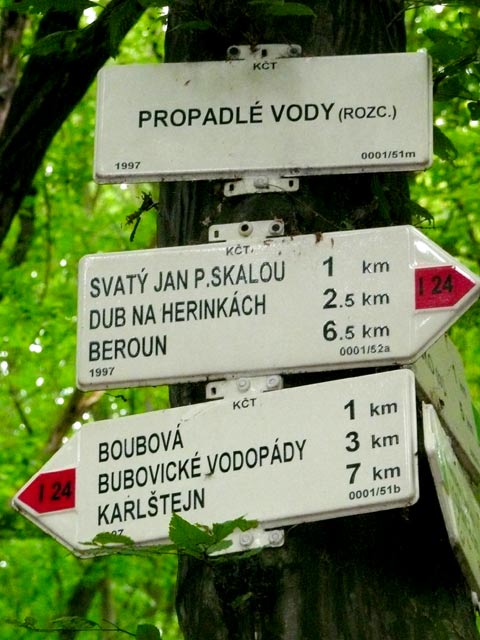 KČT
PROPADLÉ VODY (ROZC.)
1997 0001/51m
KČT
SVATÝ JAN P.SKALOU 1 km
DUB NA HERINKÁCH 2.5 km
BEROUN 6.5 km
1997 0001/52a
I 24
KČT
BOUBOVÁ 1 km
BUBOVICKÉ VODOPÁDY 3 km
KARLŠTEJN 7 km
0001/51b
I 24